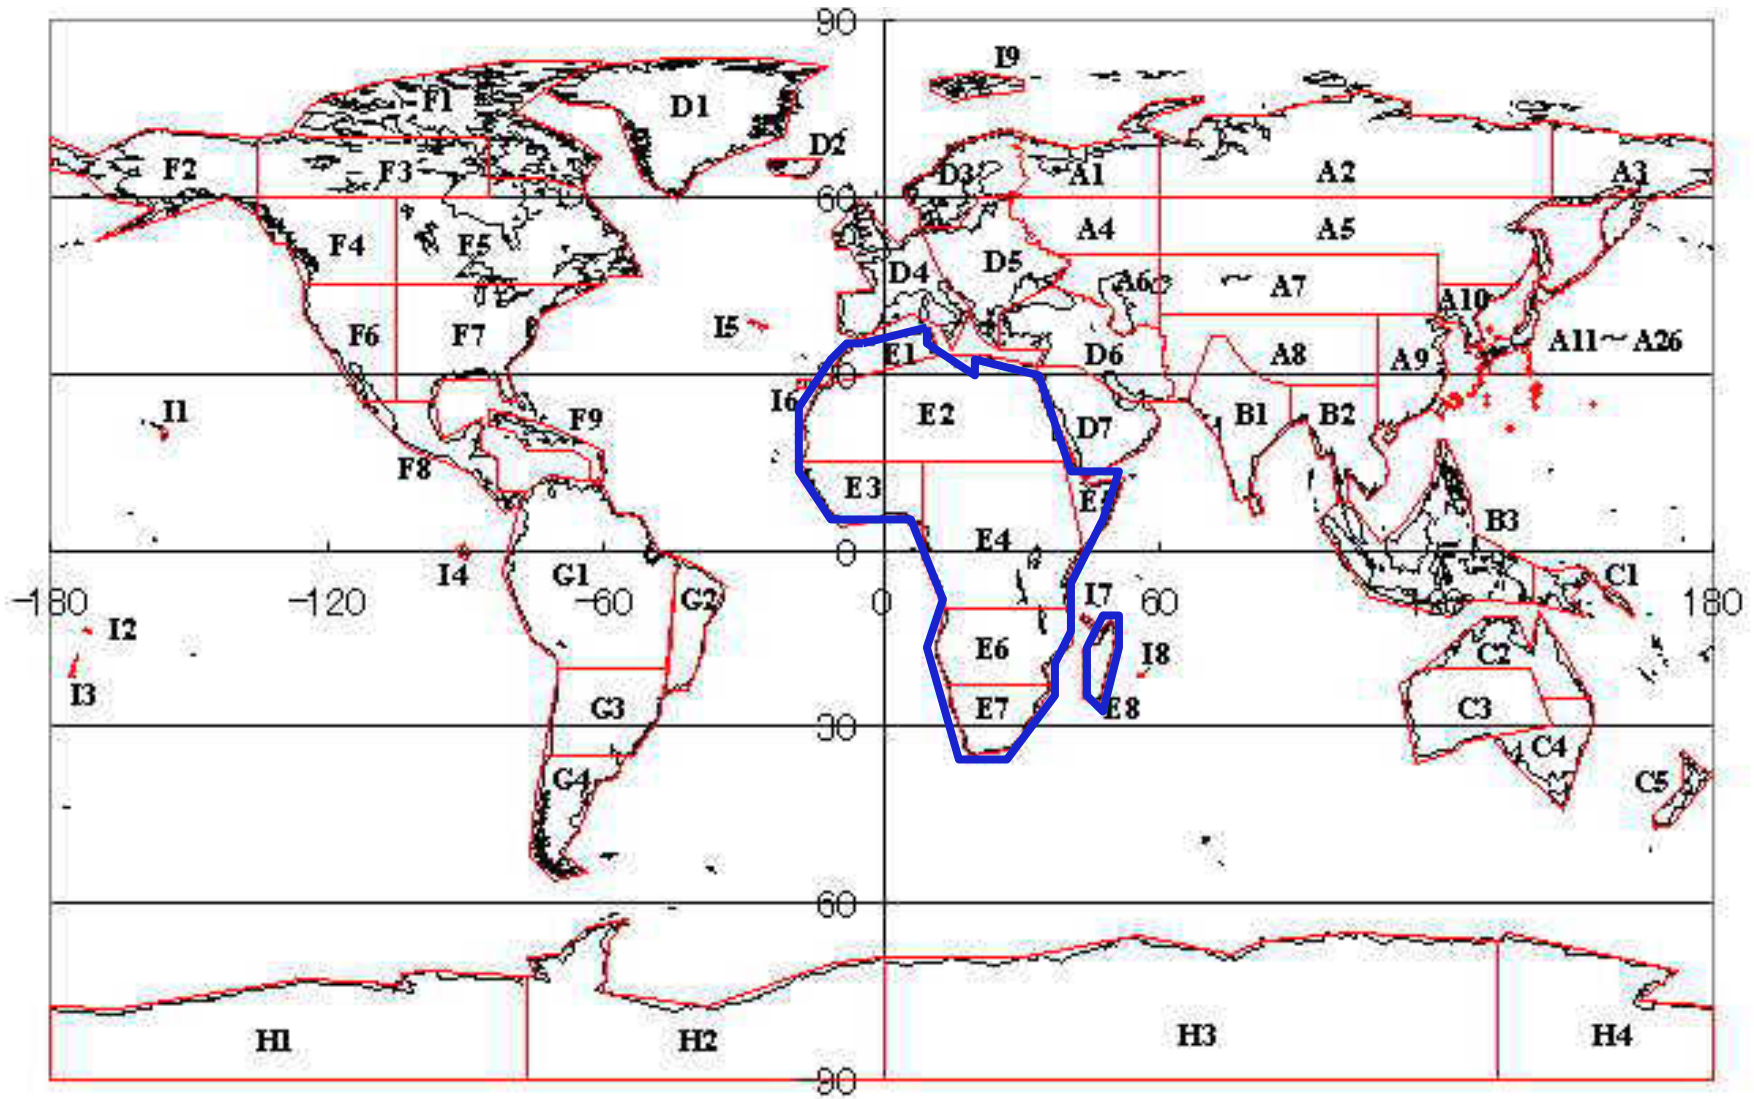 90
I9
F1
D1
D2
F2
F3
D3
A1
A2
A3
60
F4
F5
A4
A5
D4
D5
A6
A7
A10
I5
F6
F7
E1
D6
A8
A9
A11～A26
I6
I1
F9
E2
D7
B1
B2
F8
E3
E5
B3
E4
0
I4
G1
G2
I7
C1
-180
-120
-60
0
60
180
I2
I3
E6
I8
C2
G3
E7
E8
C3
-30
G4
C4
C5
-60
H1
H2
H3
H4
-90